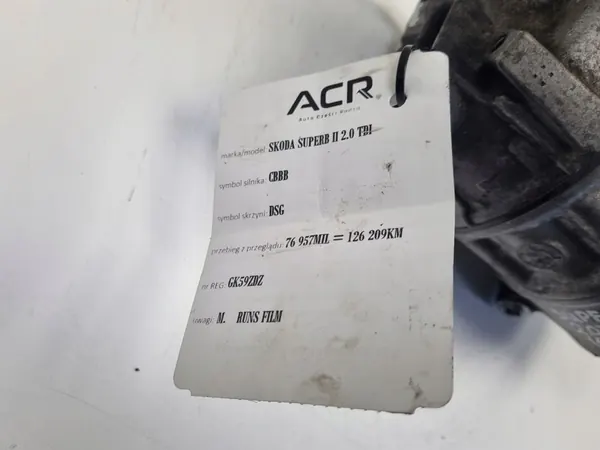 ACR®
Auto Części Rumia
marka/model: SKODA SUPERB II 2.0 TDI
symbol silnika: CBBB
symbol skrzyni: DSG
przebieg z przeglądu: 76 957MIL = 126 209KM
nr REG: GK59ZBZ
uwagi: M. RUNS FILM